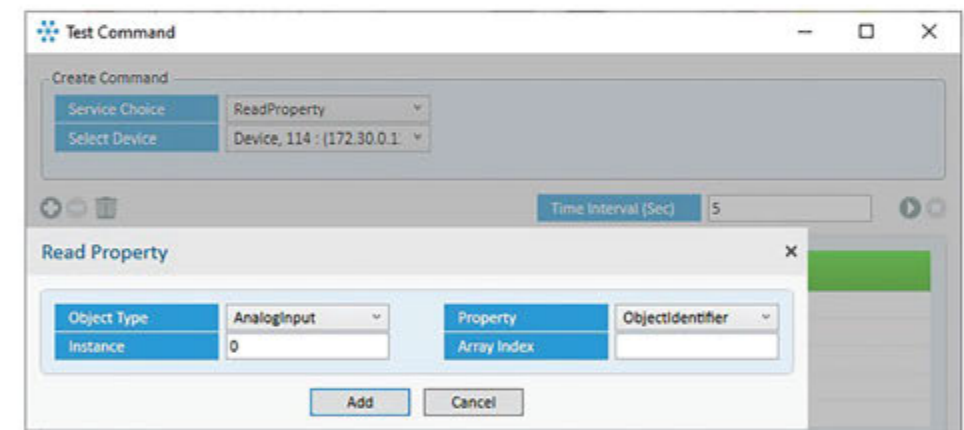 Test Command
Create Command
Service Choice ReadProperty
Select Device Device, 114 : (172.30.0.1
Time Interval (Sec) 5
Read Property
Object Type AnalogInput Property ObjectIdentifier
Instance 0 Array Index
Add Cancel